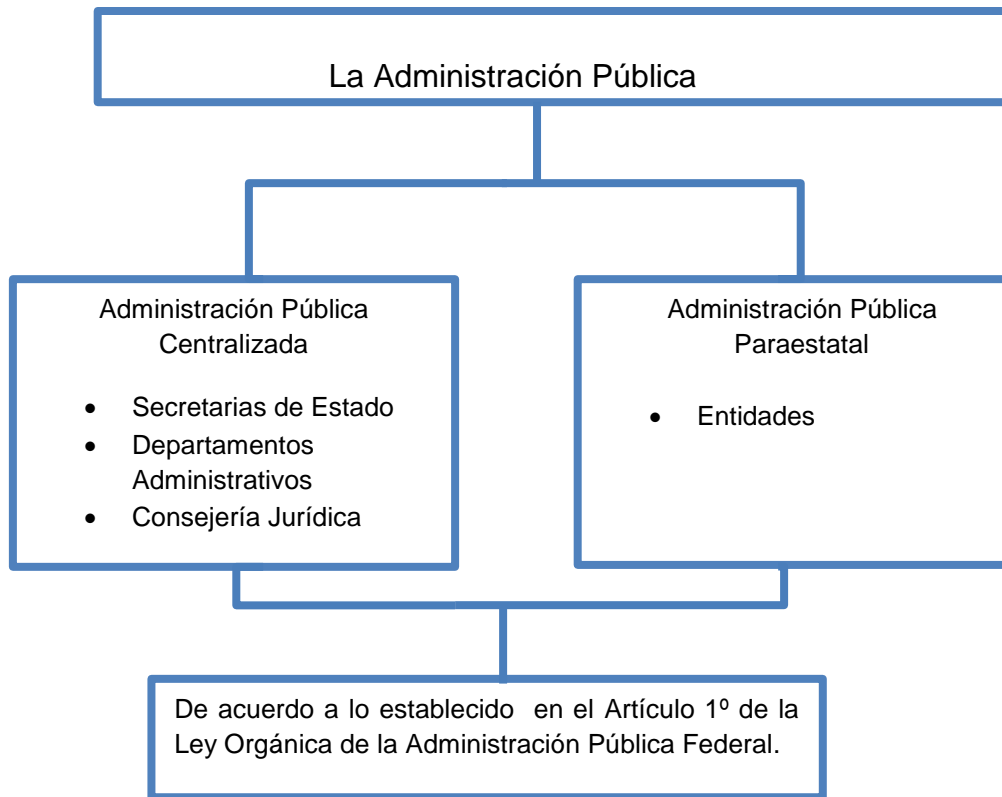 La Administración Pública
Administración Pública
Centralizada
• Secretarias de Estado
• Departamentos
Administrativos
• Consejería Jurídica
Administración Pública
Paraestatal
• Entidades
De acuerdo a lo establecido en el Artículo 1º de la
Ley Orgánica de la Administración Pública Federal.